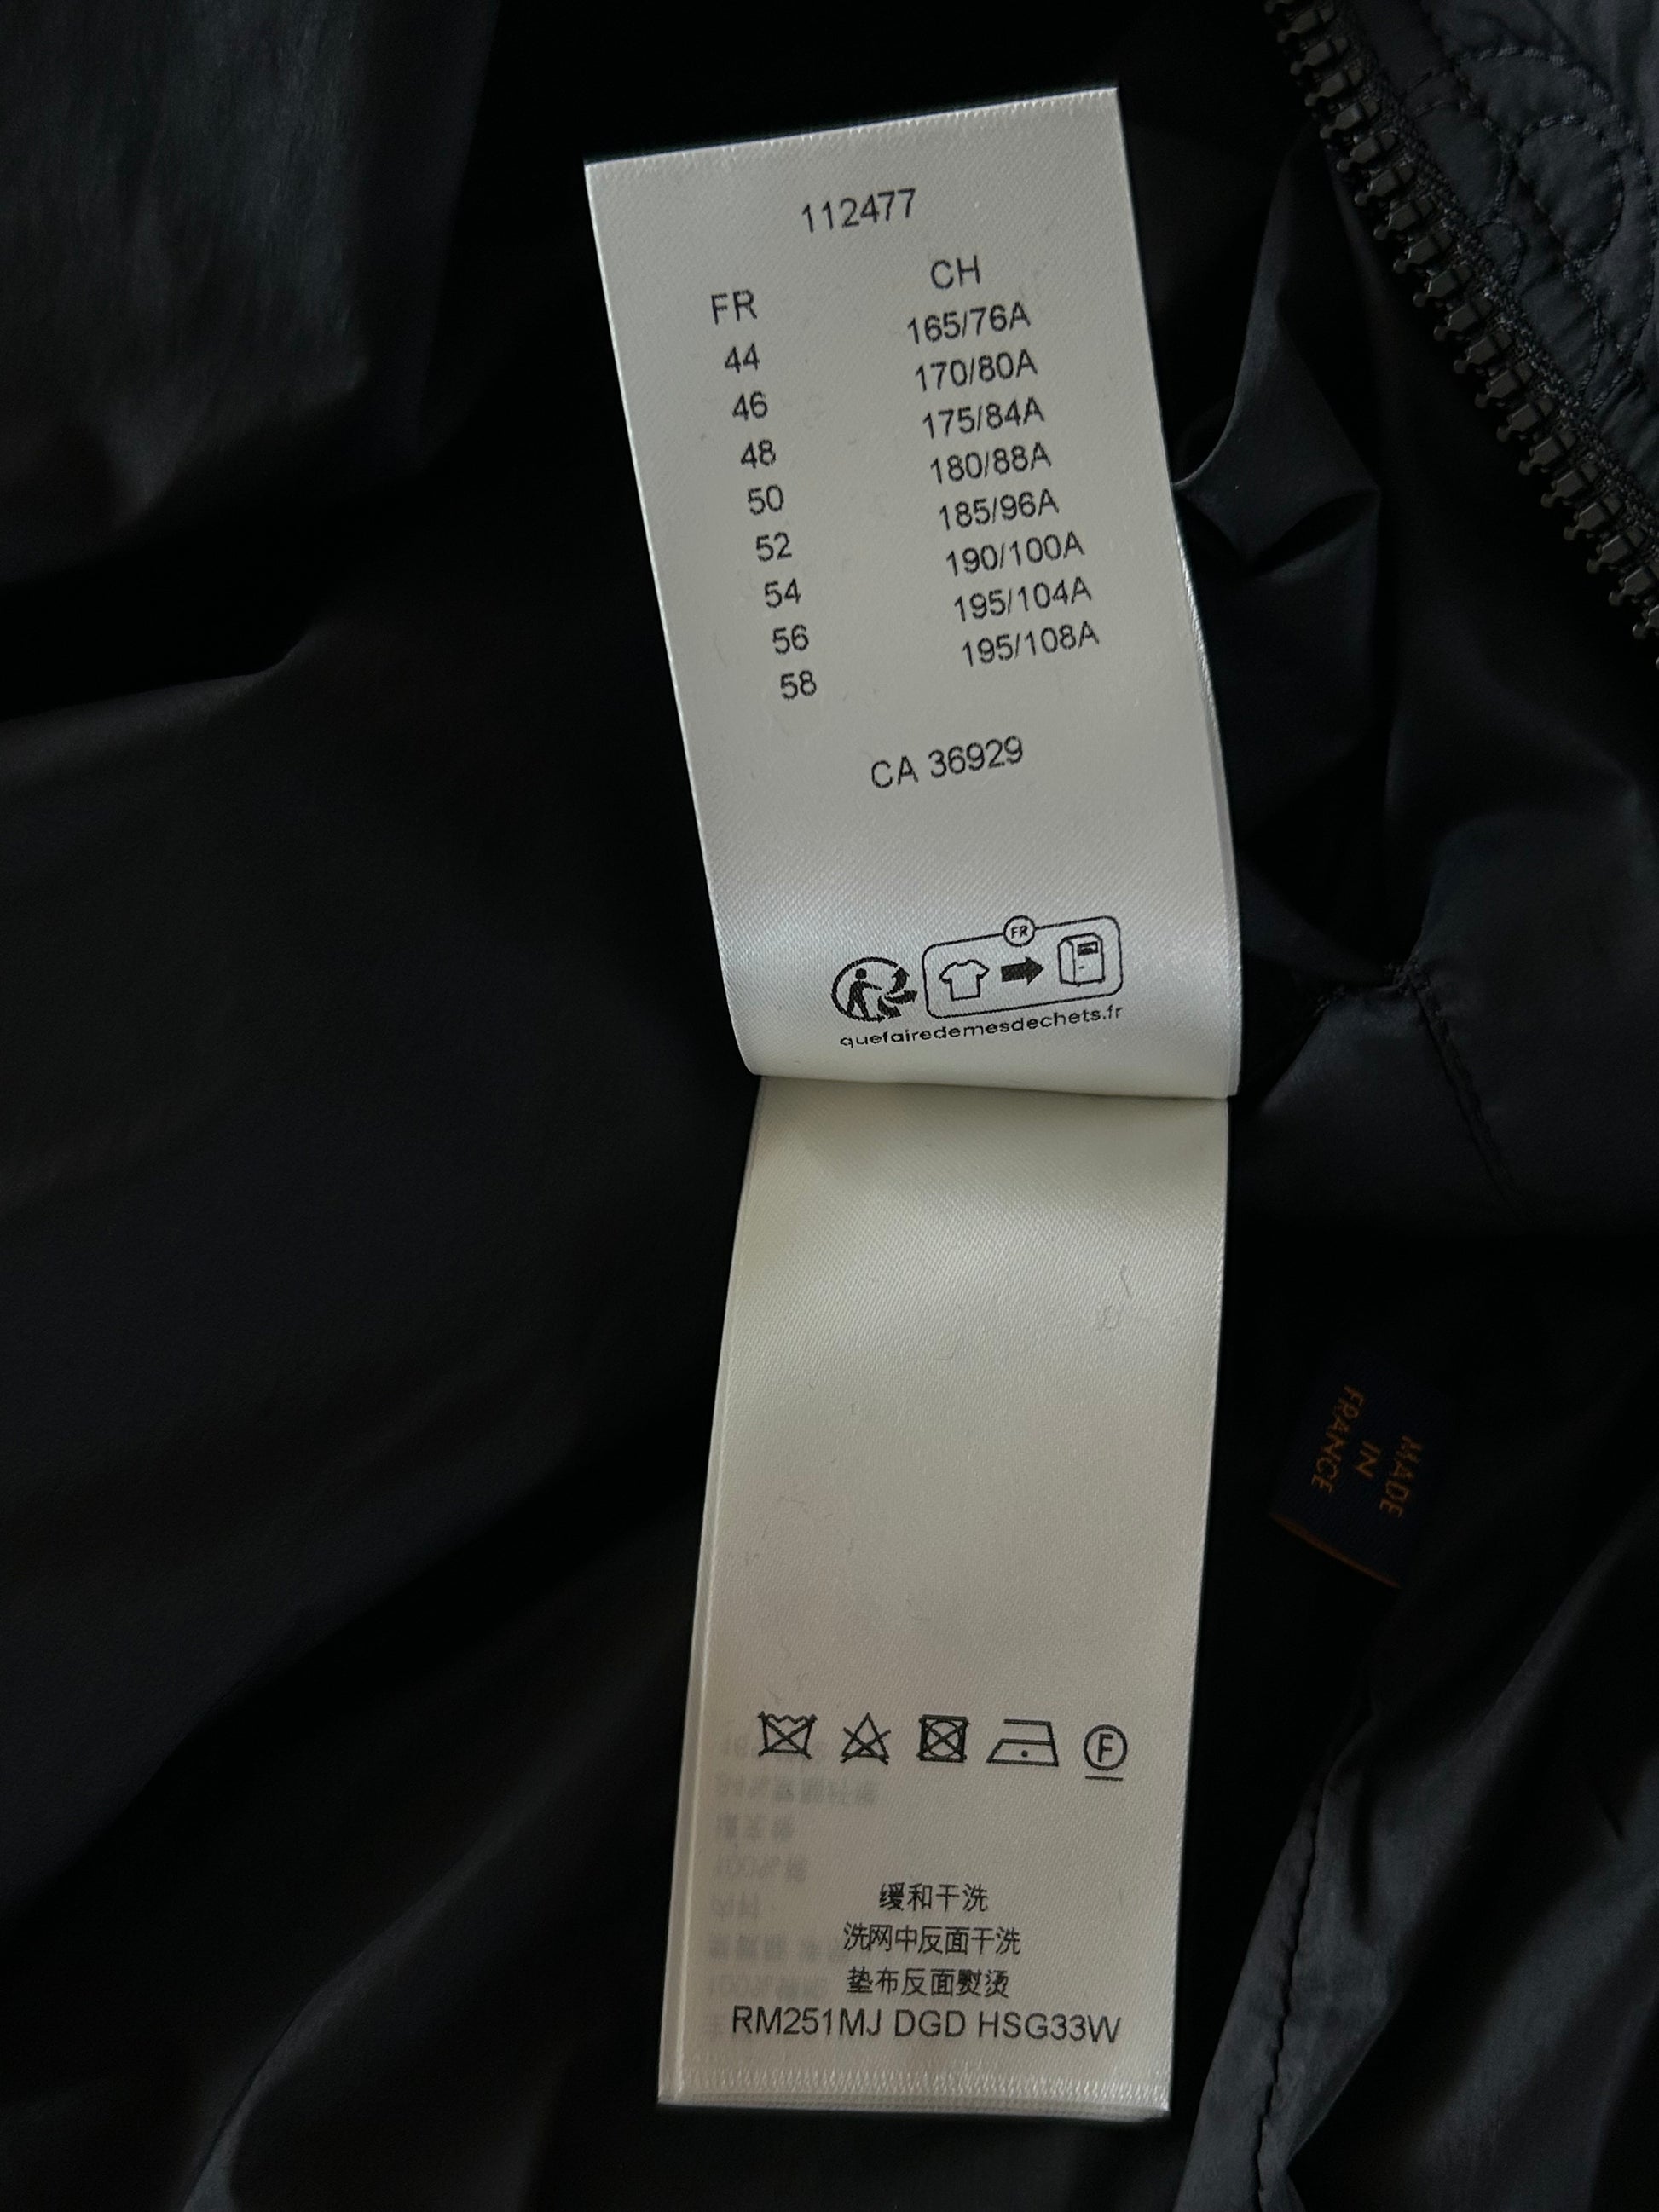 112477
FR CH
44 165/76A
46 170/80A
48 175/84A
50 180/88A
52 185/96A
54 190/100A
56 195/104A
58 195/108A
CA 36929
FR
quefairedemesdechets.fr
MADE
IN
FRANCE
F
缓和干洗
洗网中反面干洗
垫布反面熨烫
RM251MJ DGD HSG33W